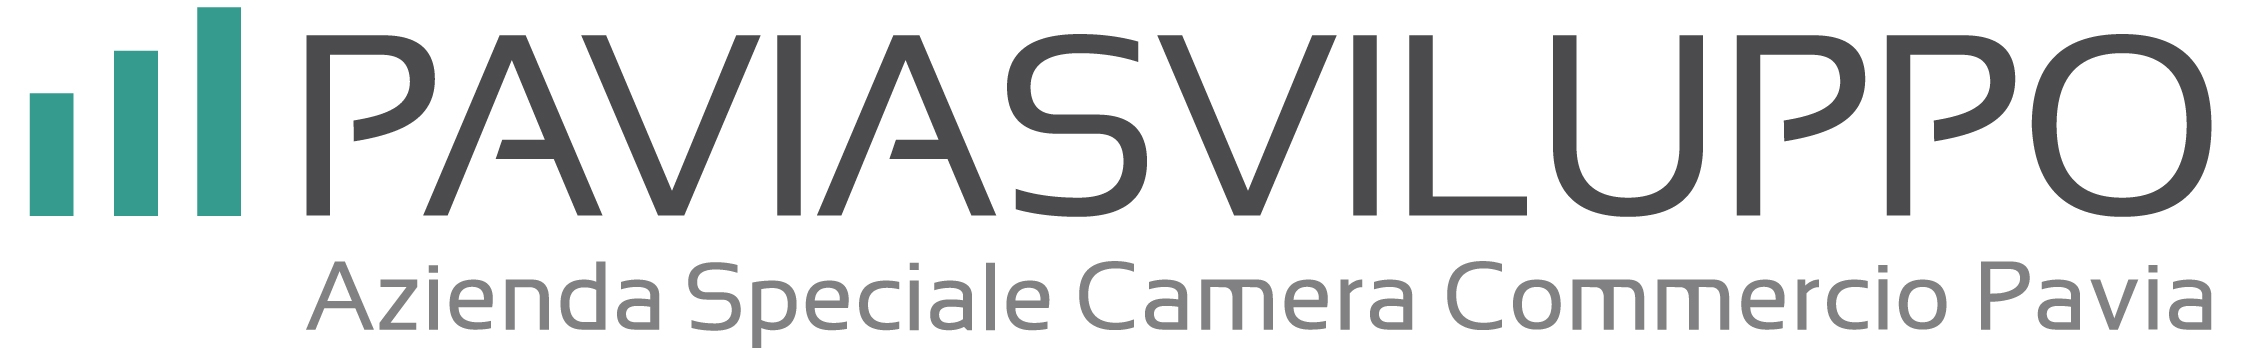 PAVIASVILUPPO
Azienda Speciale Camera Commercio Pavia